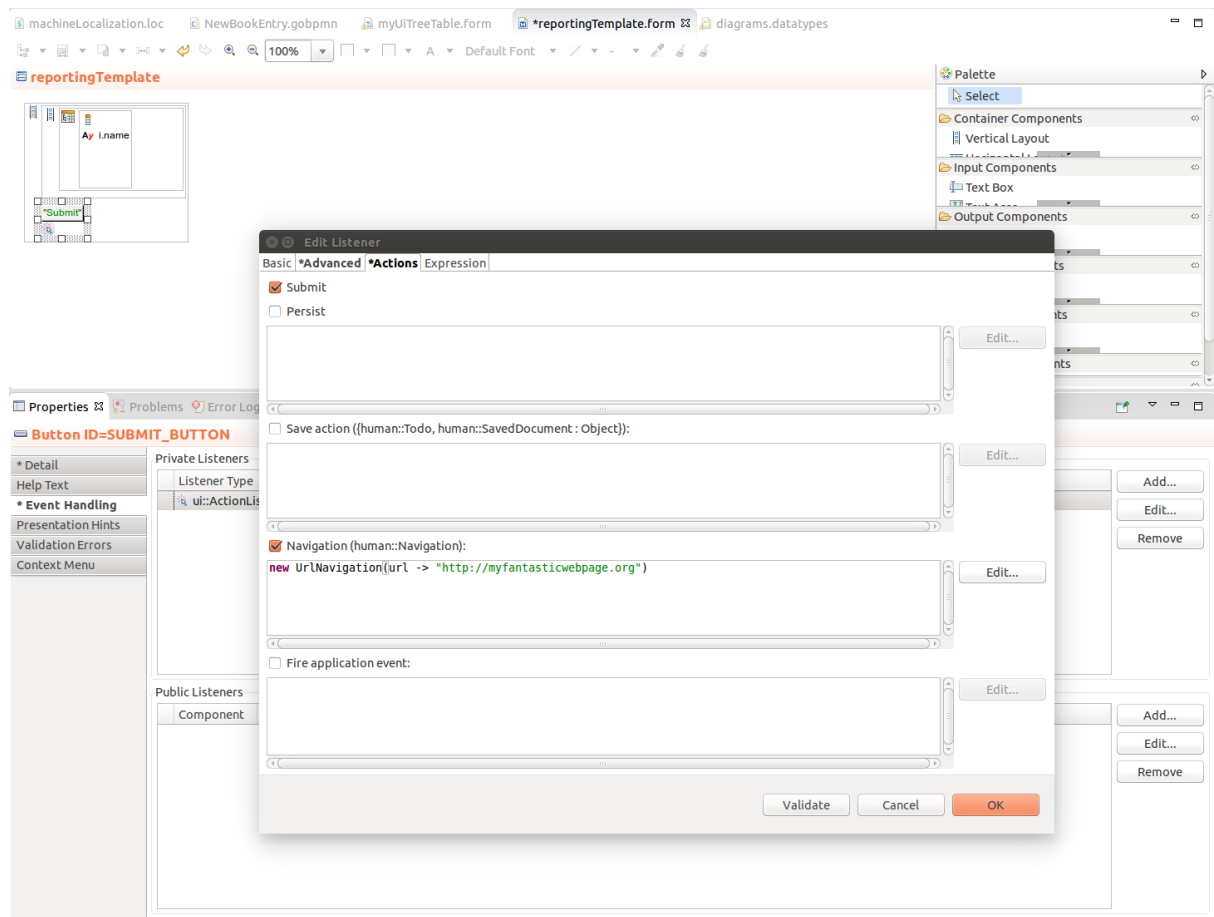 machineLocalization.loc NewBookEntry.gobpmn myUiTreeTable.form *reportingTemplate.form diagrams.datatypes
100% A Default Font
reportingTemplate
Palette
Select
Container Components
Vertical Layout
Input Components
Text Box
Output Components
Ay i.name
"Submit"
Edit Listener
Basic *Advanced *Actions Expression
Submit
Persist
Edit...
Save action ({human::Todo, human::SavedDocument : Object}):
Edit...
Navigation (human::Navigation):
new UrlNavigation(url -> "http://myfantasticwebpage.org")
Edit...
Fire application event:
Edit...
Validate Cancel OK
ts
nts
nts
Properties Problems Error Log
Button ID=SUBMIT_BUTTON
* Detail
Help Text
* Event Handling
Presentation Hints
Validation Errors
Context Menu
Private Listeners
Listener Type
ui::ActionLis
Add...
Edit...
Remove
Public Listeners
Component
Add...
Edit...
Remove